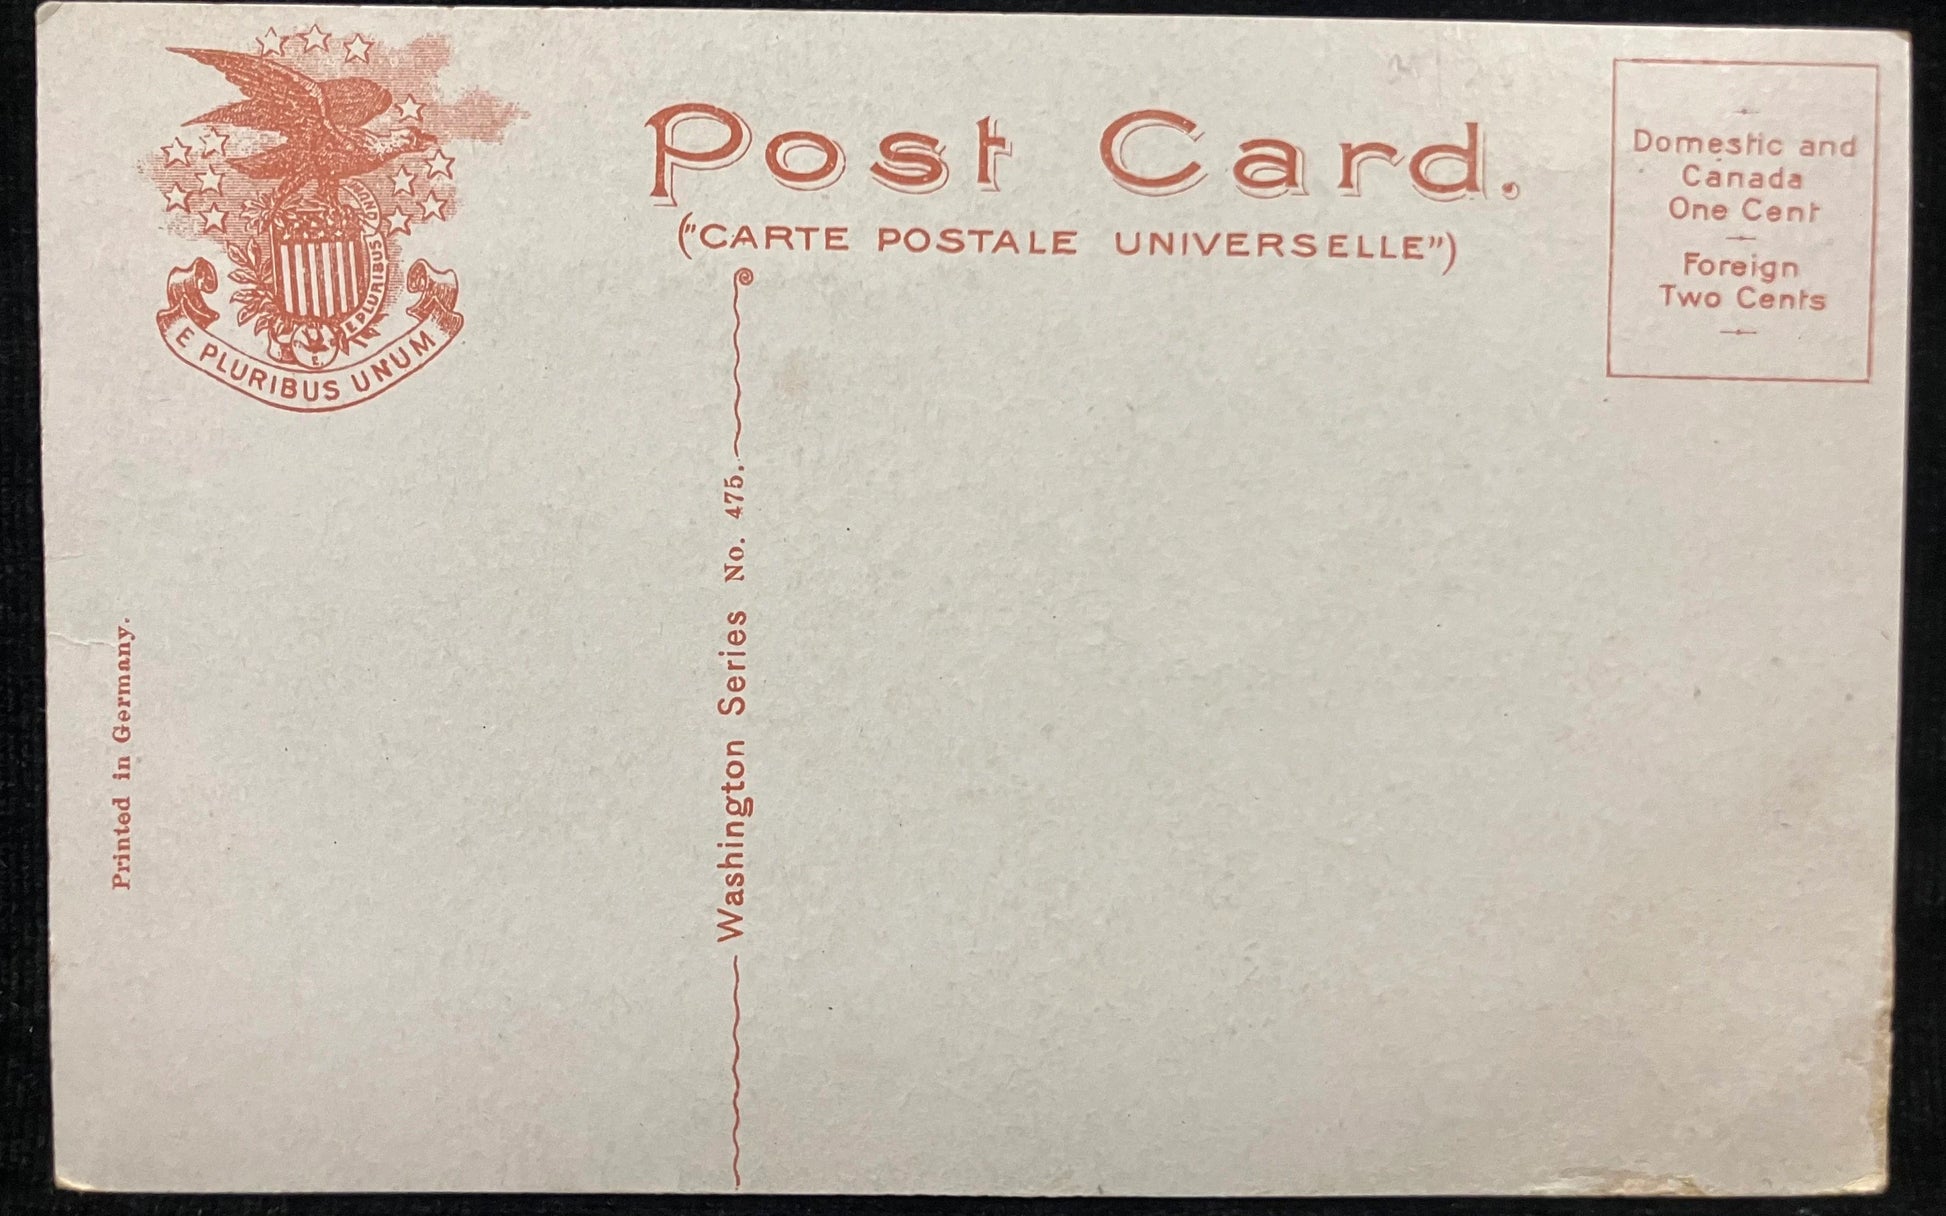 Post Card.
("CARTE POSTALE UNIVERSELLE")
Domestic and
Canada
One Cent
Foreign
Two Cents
E PLURIBUS
E PLURIBUS UNUM
Washington Series No. 475.
Printed in Germany.